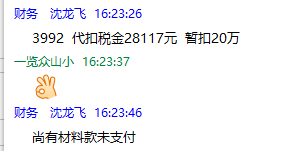 财务 沈龙飞 16:23:26
3992 代扣税金28117元 暂扣20万
一览众山小 16:23:37
财务 沈龙飞 16:23:46
尚有材料款未支付